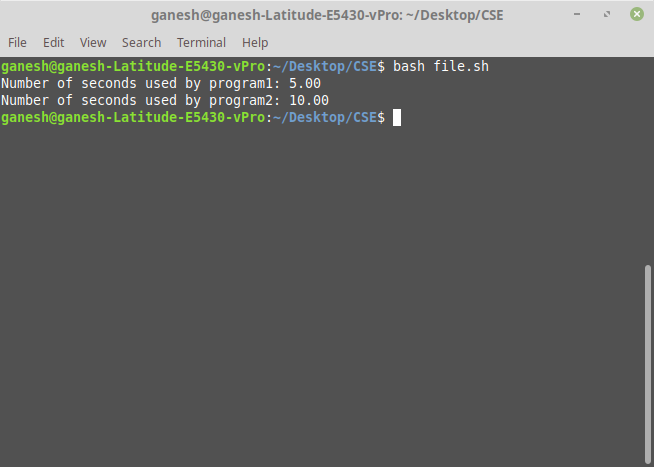 ganesh@ganesh-Latitude-E5430-vPro: ~/Desktop/CSE
File Edit View Search Terminal Help
ganesh@ganesh-Latitude-E5430-vPro:~/Desktop/CSE$ bash file.sh
Number of seconds used by program1: 5.00
Number of seconds used by program2: 10.00
ganesh@ganesh-Latitude-E5430-vPro:~/Desktop/CSE$